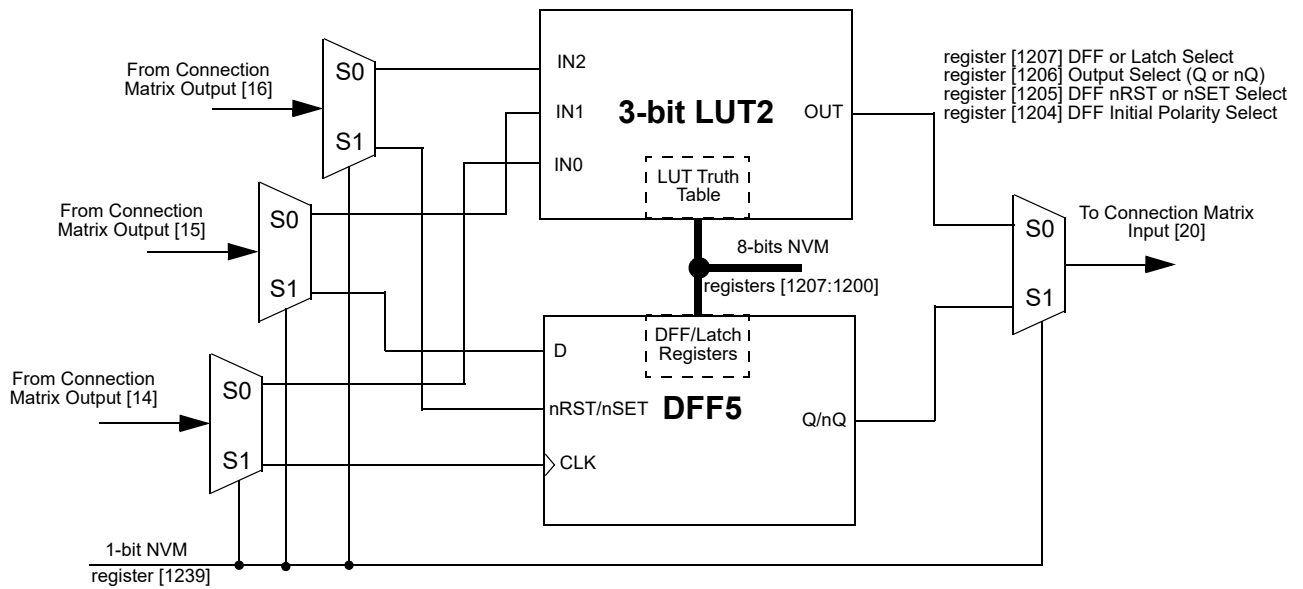 From Connection
Matrix Output [16]
S0
S1
IN2
IN1
IN0
3-bit LUT2
OUT
LUT Truth
Table
register [1207] DFF or Latch Select
register [1206] Output Select (Q or nQ)
register [1205] DFF nRST or nSET Select
register [1204] DFF Initial Polarity Select
From Connection
Matrix Output [15]
S0
S1
8-bits NVM
registers [1207:1200]
To Connection Matrix
Input [20]
S0
S1
From Connection
Matrix Output [14]
S0
S1
DFF/Latch
Registers
D
nRST/nSET
DFF5
Q/nQ
CLK
1-bit NVM
register [1239]